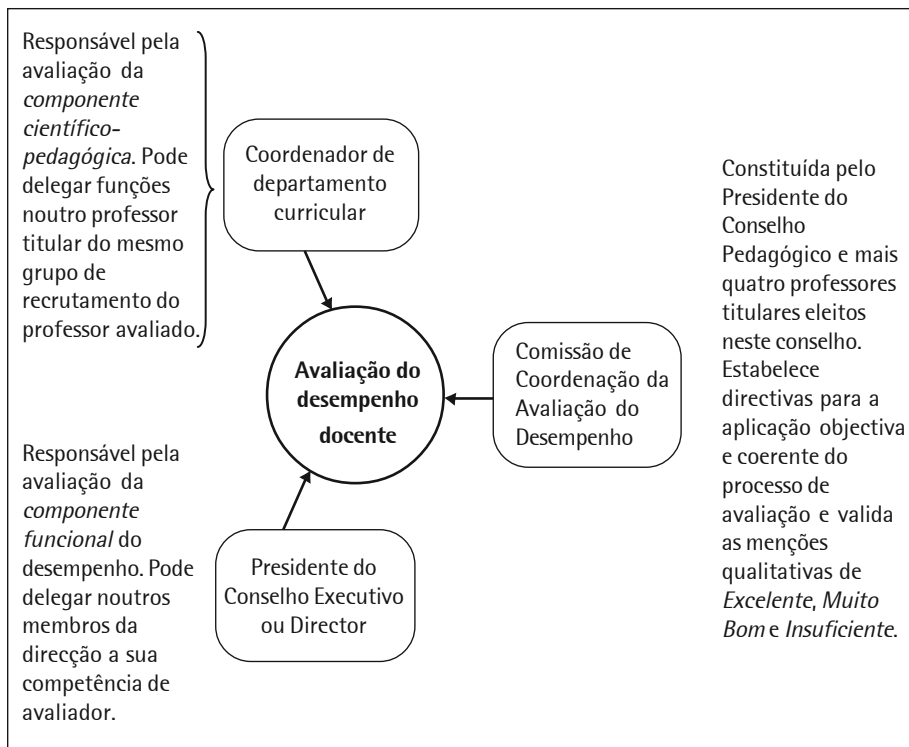 Responsável pela
avaliação da
componente
científico-
pedagógica. Pode
delegar funções
noutro professor
titular do mesmo
grupo de
recrutamento do
professor avaliado.
Coordenador de
departamento
curricular
Avaliação do
desempenho
docente
Comissão de
Coordenação da
Avaliação do
Desempenho
Constituída pelo
Presidente do
Conselho
Pedagógico e mais
quatro professores
titulares eleitos
neste conselho.
Estabelece
directivas para a
aplicação objectiva
e coerente do
processo de
avaliação e valida
as menções
qualitativas de
Excelente, Muito
Bom e Insuficiente.
Responsável pela
avaliação da
componente
funcional do
desempenho. Pode
delegar noutros
membros da
direcção a sua
competência de
avaliador.
Presidente do
Conselho Executivo
ou Director